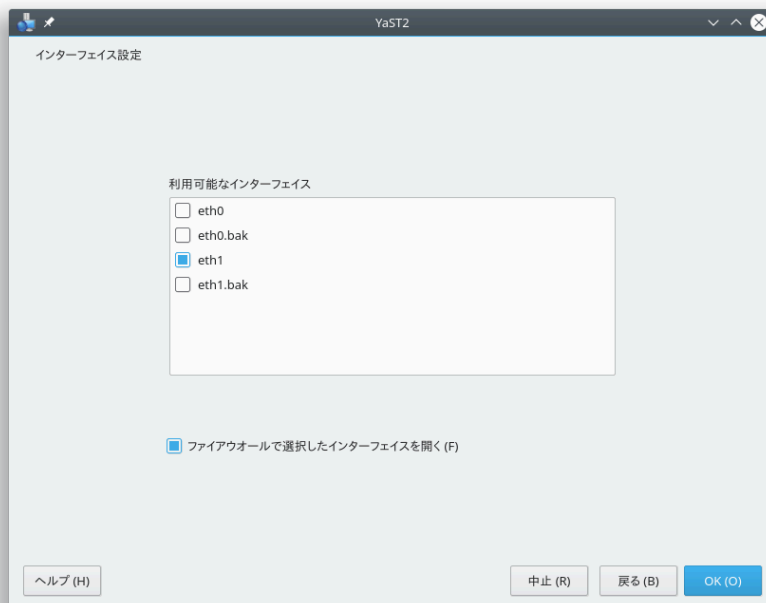 YaST2
インターフェイス設定
利用可能なインターフェイス
eth0
eth0.bak
eth1
eth1.bak
ファイアウオールで選択したインターフェイスを開く(F)
ヘルプ (H) 中止 (R) 戻る (B) OK (O)